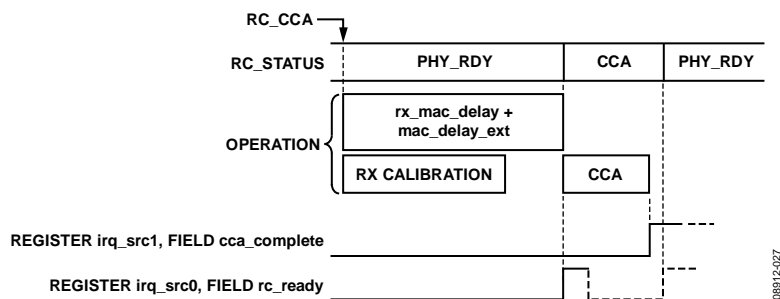 RC_CCA
RC_STATUS PHY_RDY CCA PHY_RDY
rx_mac_delay +
mac_delay_ext
OPERATION
RX CALIBRATION CCA
REGISTER irq_src1, FIELD cca_complete
REGISTER irq_src0, FIELD rc_ready
08912-027